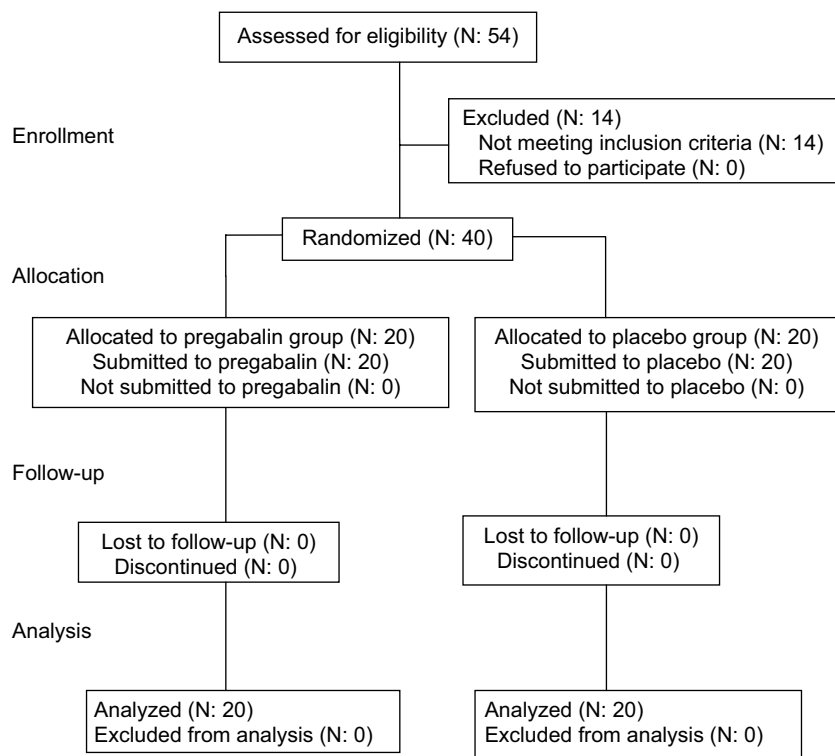 Assessed for eligibility (N: 54)
Enrollment
Excluded (N: 14)
Not meeting inclusion criteria (N: 14)
Refused to participate (N: 0)
Randomized (N: 40)
Allocation
Allocated to pregabalin group (N: 20)
Submitted to pregabalin (N: 20)
Not submitted to pregabalin (N: 0)
Allocated to placebo group (N: 20)
Submitted to placebo (N: 20)
Not submitted to placebo (N: 0)
Follow-up
Lost to follow-up (N: 0)
Discontinued (N: 0)
Lost to follow-up (N: 0)
Discontinued (N: 0)
Analysis
Analyzed (N: 20)
Excluded from analysis (N: 0)
Analyzed (N: 20)
Excluded from analysis (N: 0)